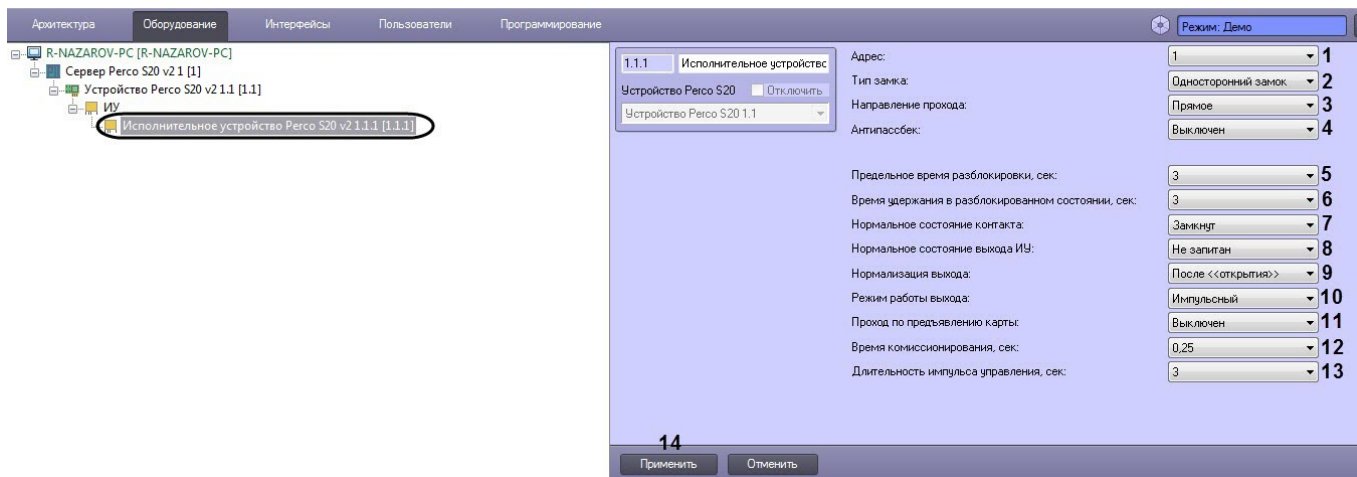 Архитектура Оборудование Интерфейсы Пользователи Программирование Режим: Демо
R-NAZAROV-PC [R-NAZAROV-PC]
Сервер Perco S20 v2 1 [1]
Устройство Perco S20 v2 1.1 [1.1]
ИУ
Исполнительное устройство Perco S20 v2 1.1.1 [1.1.1]
1.1.1 Исполнительное устройс
Устройство Perco S20 Отключить
Устройство Perco S20 1.1
Адрес: 1 1
Тип замка: Односторонний замок 2
Направление прохода: Прямое 3
Антипассбек: Выключен 4
Предельное время разблокировки, сек: 3 5
Время удержания в разблокированном состоянии, сек: 3 6
Нормальное состояние контакта: Замкнут 7
Нормальное состояние выхода ИУ: Не запитан 8
Нормализация выхода: После <<открытия>> 9
Режим работы выхода: Импульсный 10
Проход по предъявлению карты: Выключен 11
Время комиссионирования, сек: 0,25 12
Длительность импульса управления, сек: 3 13
14
Применить Отменить